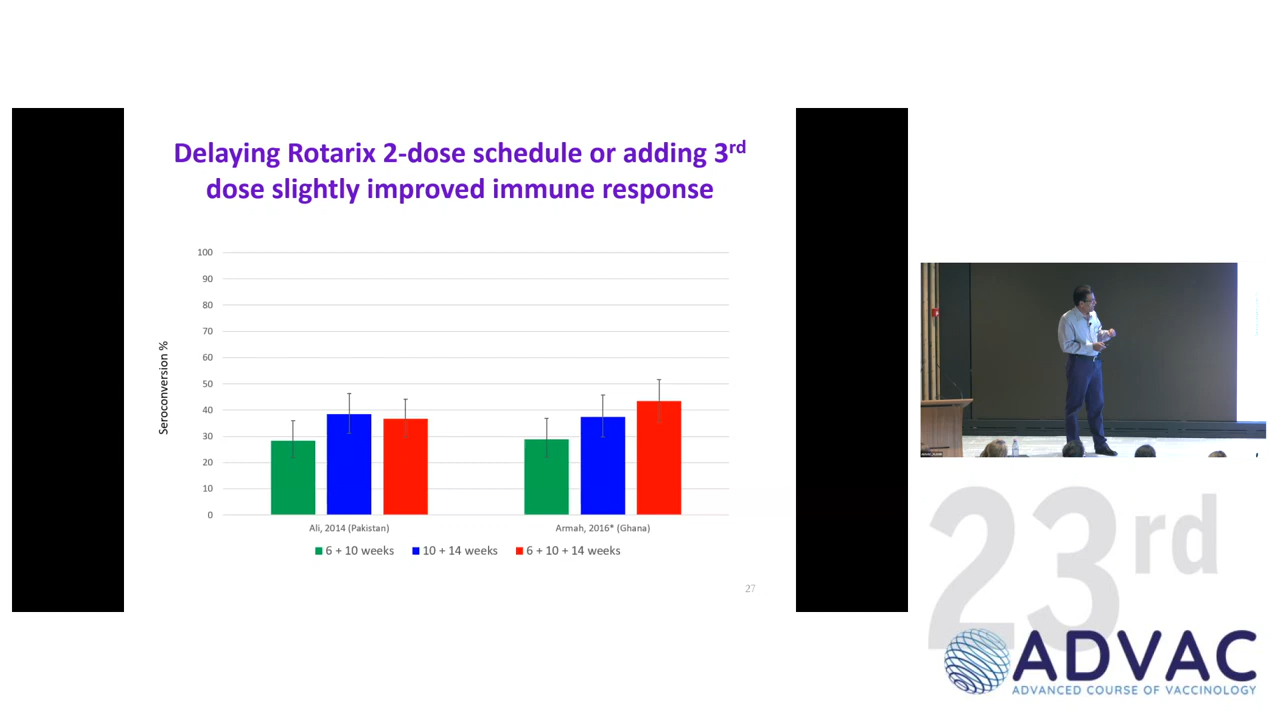 Delaying Rotarix 2-dose schedule or adding 3rd
dose slightly improved immune response
Seroconversion %
100
90
80
70
60
50
40
30
20
10
0
Ali, 2014 (Pakistan)
Armah, 2016* (Ghana)
6 + 10 weeks
10 + 14 weeks
6 + 10 + 14 weeks
27
23rd
ADVAC
ADVANCED COURSE OF VACCINOLOGY